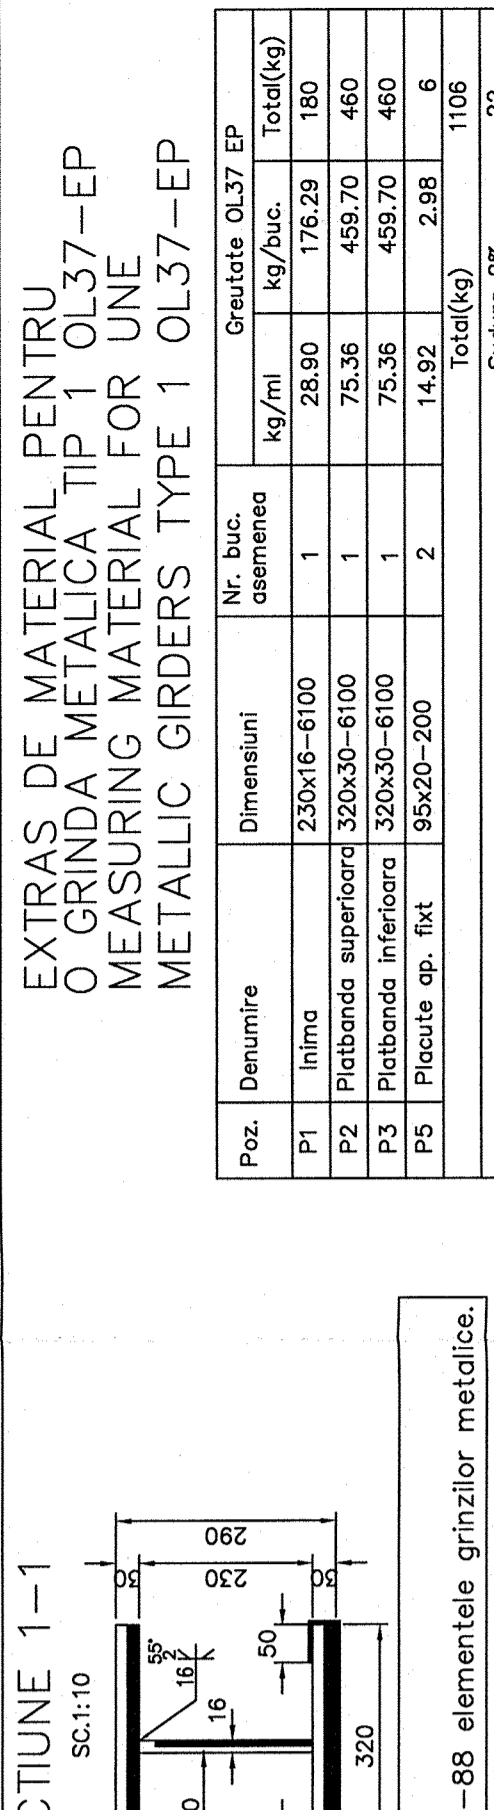 EXTRAS DE MATERIAL PENTRU
O GRINDA METALICA TIP 1 OL37-EP
MEASURING MATERIAL FOR UNE
METALLIC GIRDERS TYPE 1 OL37-EP
Poz. Denumire Dimensiuni Nr. buc. asemenea Greutate OL37 EP
kg/ml kg/buc. Total(kg)
P1 Inima 230x16-6100 1 28.90 176.29 180
P2 Platbanda superioara 320x30-6100 1 75.36 459.70 460
P3 Platbanda inferioara 320x30-6100 1 75.36 459.70 460
P5 Placute ap. fixt 95x20-200 2 14.92 2.98 6
Total(kg) 1106
CTIUNE 1-1
SC.1:10
30
230
30
290
55°
2
16
16
50
320
-88 elementele grinzilor metalice.